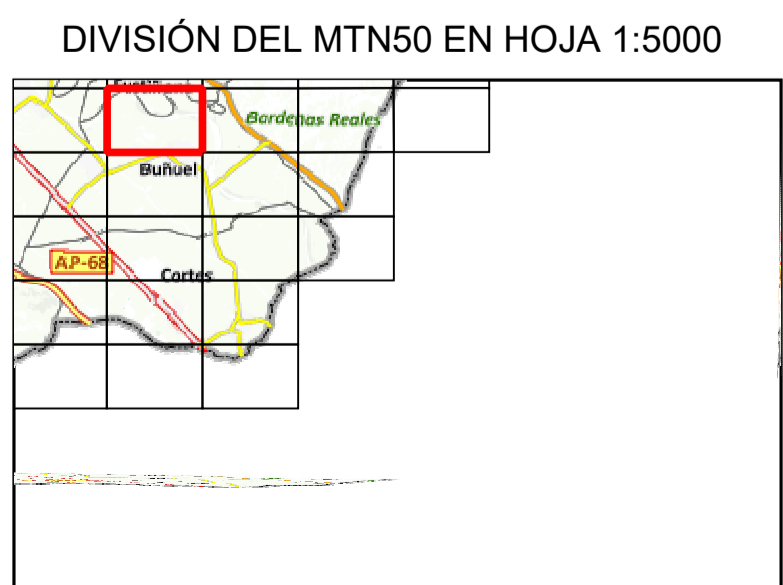 DIVISIÓN DEL MTN50 EN HOJA 1:5000
Bardenas Reales
Buñuel
AP-68
Cortes